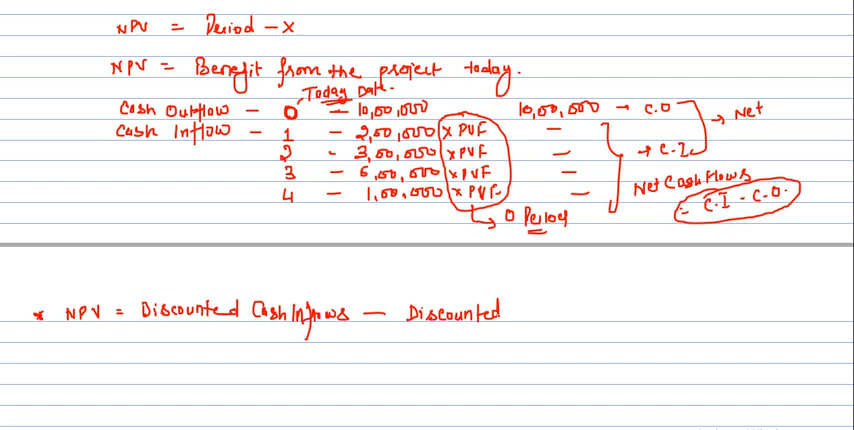 NPV = Period - X
NPV = Benefit from the project today.
Today Date.
Cash Outflow - 0 - 10,00,000 10,00,000 → C.O Net
Cash Inflow - 1 - 2,00,000 x PVF -
2 - 3,00,000 x PVF - → C.I
3 - 6,00,000 x PVF - Net Cash Flows
4 - 1,00,000 x PVF - = C.I - C.O.
→ 0 Period
* NPV = Discounted Cash Inflows - Discounted